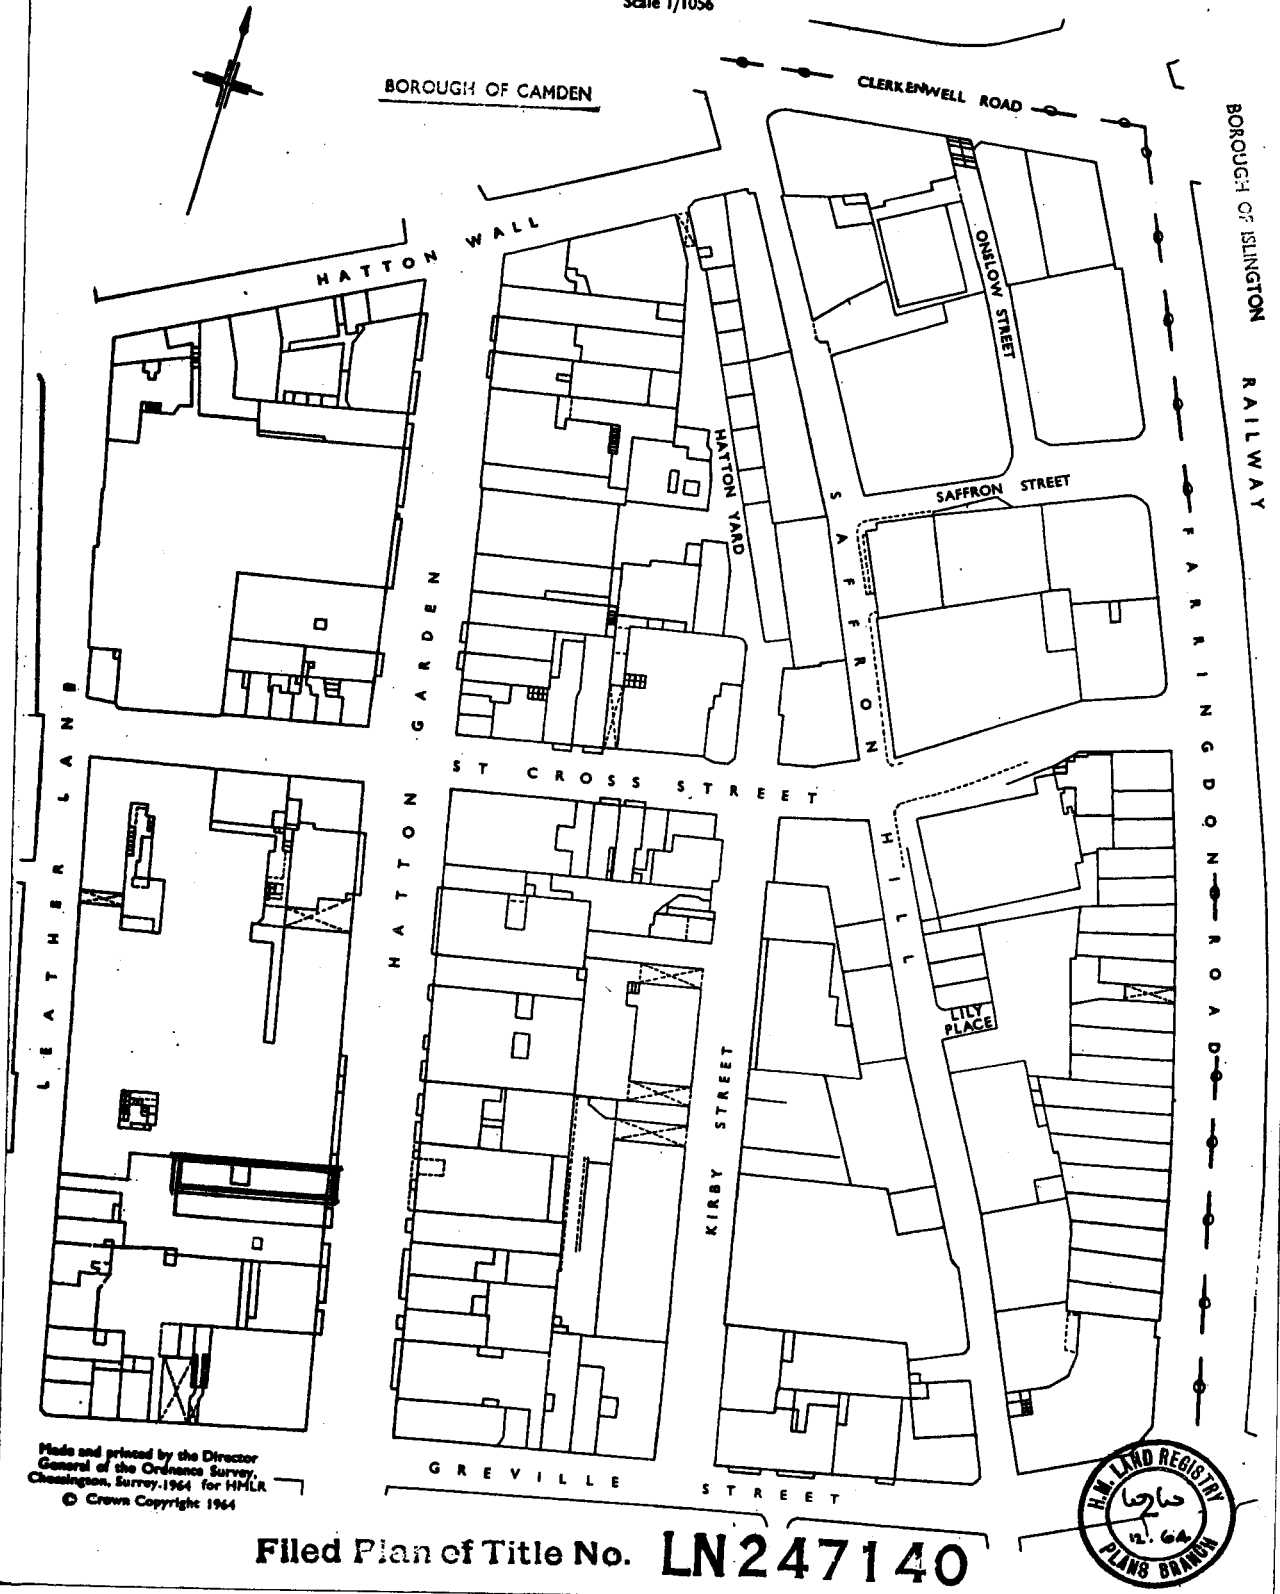 Scale 1/1056
BOROUGH OF CAMDEN
CLERKENWELL ROAD
BOROUGH OF ISLINGTON
RAILWAY
HATTON WALL
ONSLOW STREET
HATTON YARD
SAFFRON STREET
SAFFRON HILL
FARRINGDON ROAD
HATTON GARDEN
LEATHER LANE
ST CROSS STREET
LILY
PLACE
KIRBY STREET
GREVILLE STREET
Made and printed by the Director
General of the Ordnance Survey,
Chessington, Surrey. 1964 for HMLR
© Crown Copyright 1964
H.M. LAND REGISTRY
12. 64
PLANS BRANCH
Filed Plan of Title No. LN247140